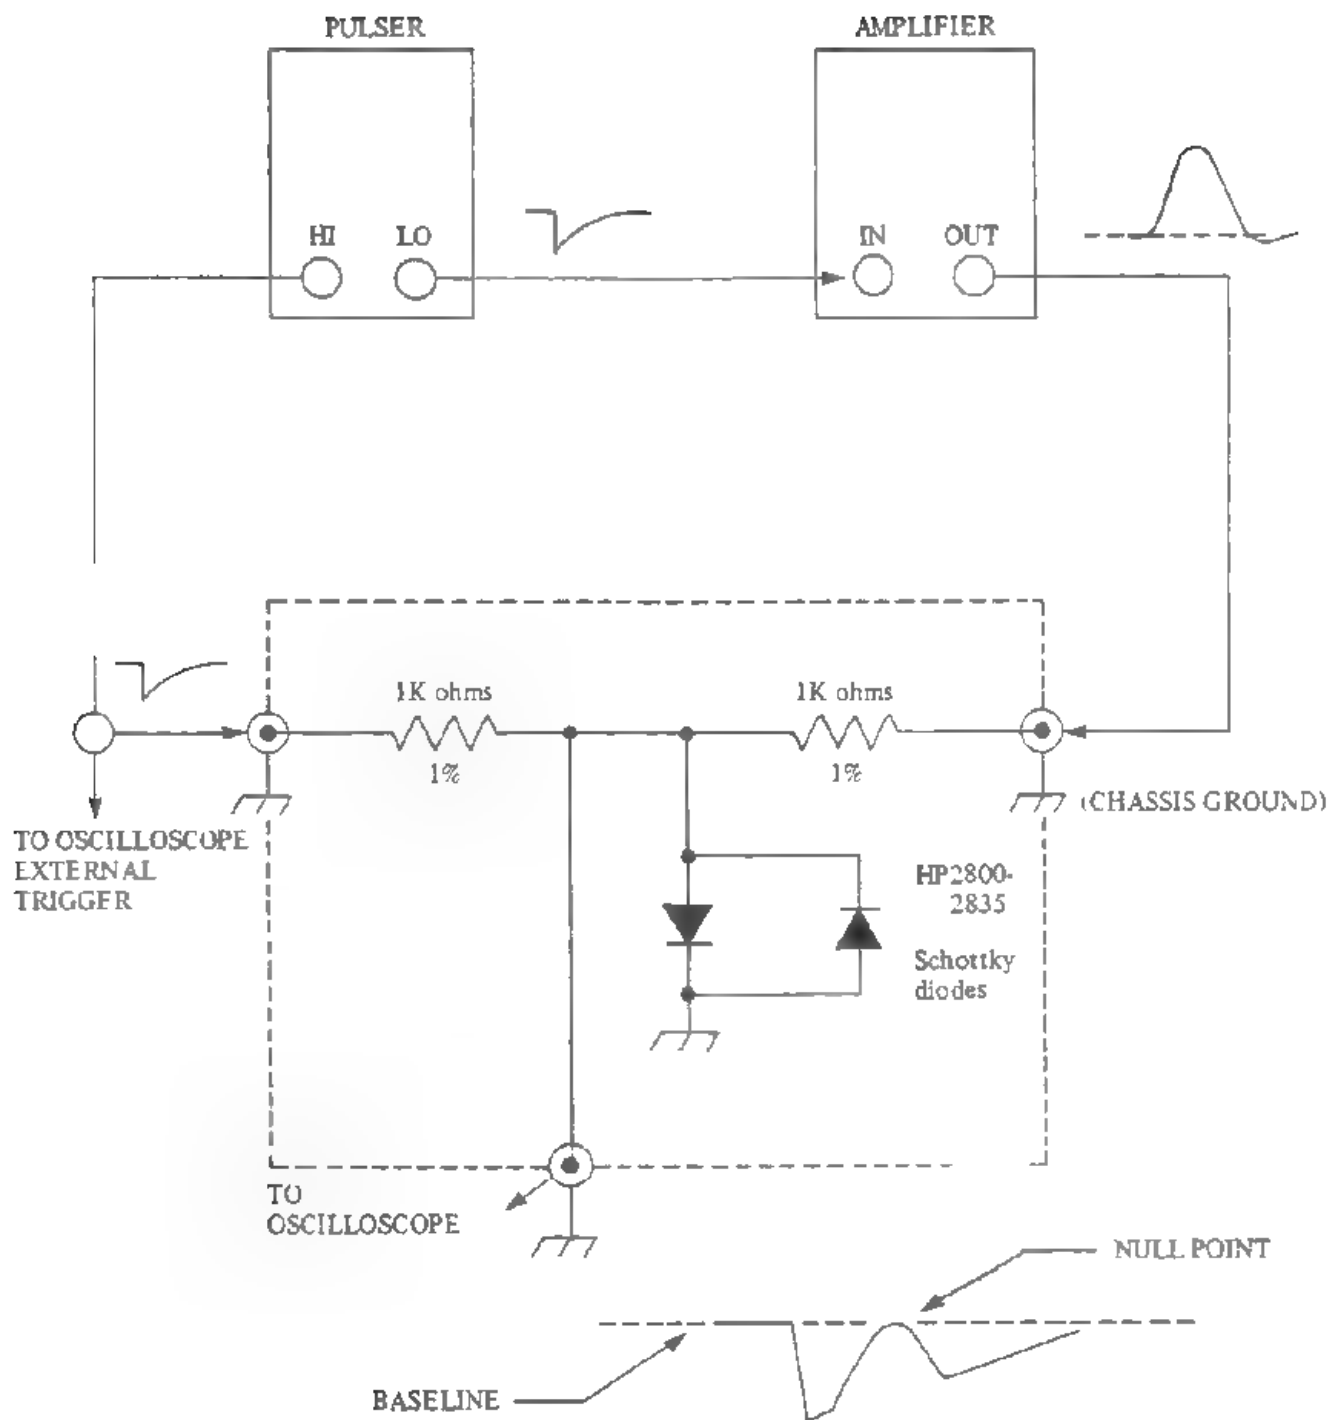 PULSER
AMPLIFIER
HI
LO
IN
OUT
1K ohms
1%
1K ohms
1%
(CHASSIS GROUND)
TO OSCILLOSCOPE
EXTERNAL
TRIGGER
HP2800-
2835
Schottky
diodes
TO
OSCILLOSCOPE
NULL POINT
BASELINE